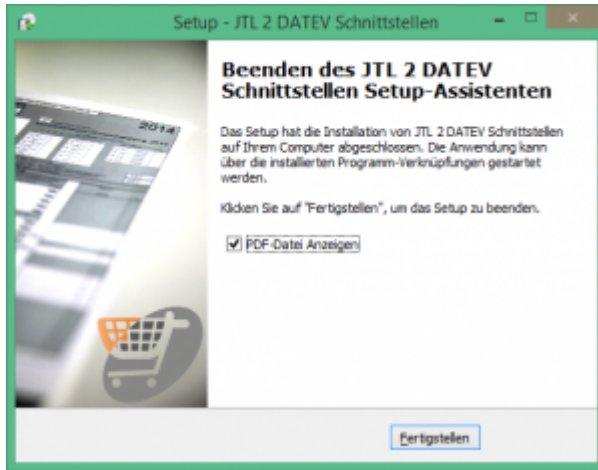 Setup - JTL 2 DATEV Schnittstellen
2014
Beenden des JTL 2 DATEV
Schnittstellen Setup-Assistenten
Das Setup hat die Installation von JTL 2 DATEV Schnittstellen
auf Ihrem Computer abgeschlossen. Die Anwendung kann
über die installierten Programm-Verknüpfungen gestartet
werden.
Klicken Sie auf "Fertigstellen", um das Setup zu beenden.
PDF-Datei Anzeigen
Fertigstellen